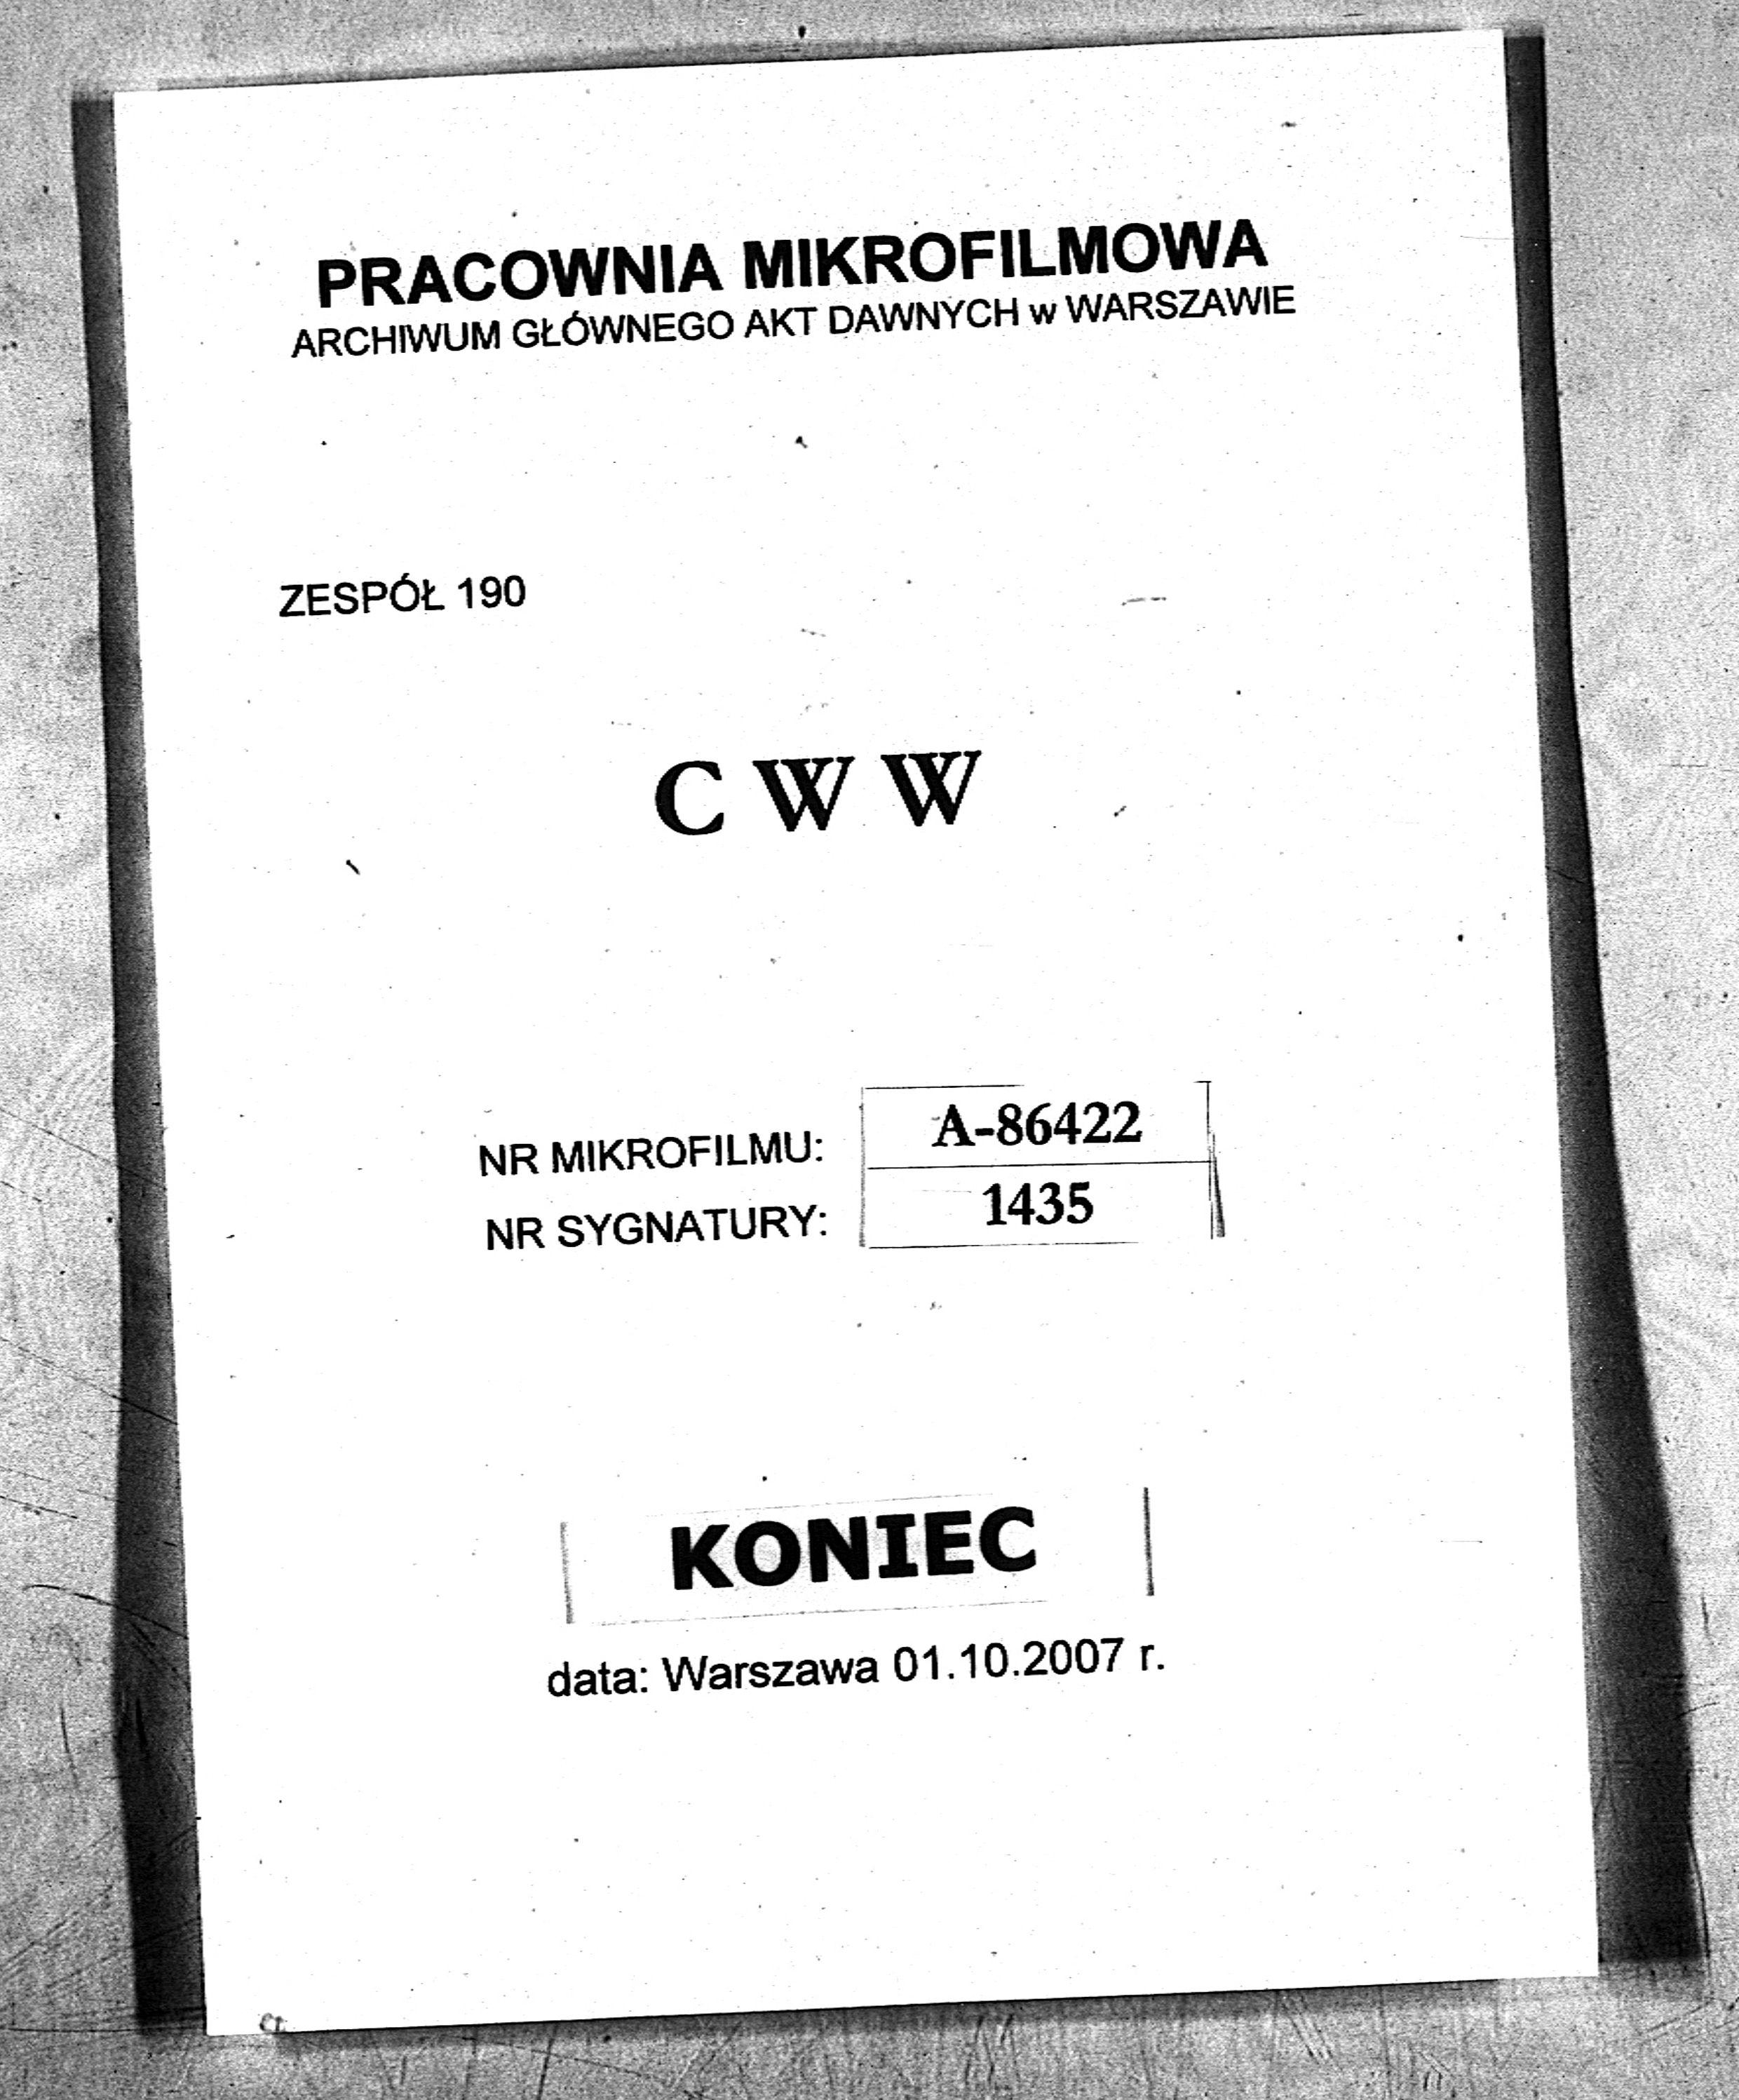 PRACOWNIA MIKROFILMOWA
ARCHIWUM GŁÓWNEGO AKT DAWNYCH w WARSZAWIE
ZESPÓŁ 190
C W W
NR MIKROFILMU: A-86422
NR SYGNATURY: 1435
KONIEC
data: Warszawa 01.10.2007 r.